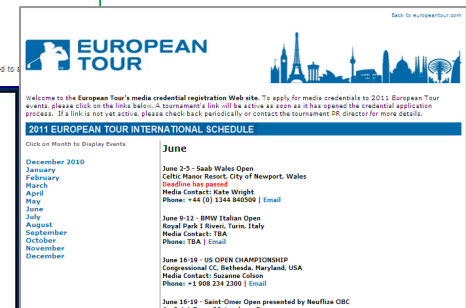 Back to europeantour.com
EUROPEAN
TOUR
ed to a
Welcome to the European Tour's media credential registration Web site. To apply for media credentials to 2011 European Tour
events, please click on the links below. A tournament's link will be active as soon as it has opened the credential application
process. If a link is not yet active, please check back periodically or contact the tournament PR director for more details.
2011 EUROPEAN TOUR INTERNATIONAL SCHEDULE
Click on Month to Display Events
December 2010
January
February
March
April
May
June
July
August
September
October
November
December
June
June 2-5 - Saab Wales Open
Celtic Manor Resort, City of Newport, Wales
Deadline has passed
Media Contact: Kate Wright
Phone: +44 (0) 1344 840509 | Email
June 9-12 - BMW Italian Open
Royal Park I Riveri, Turin, Italy
Media Contact: TBA
Phone: TBA | Email
June 16-19 - US OPEN CHAMPIONSHIP
Congressional CC, Bethesda, Maryland, USA
Media Contact: Suzanne Colson
Phone: +1 908 234 2300 | Email
June 16-19 - Saint-Omer Open presented by Neuflize OBC